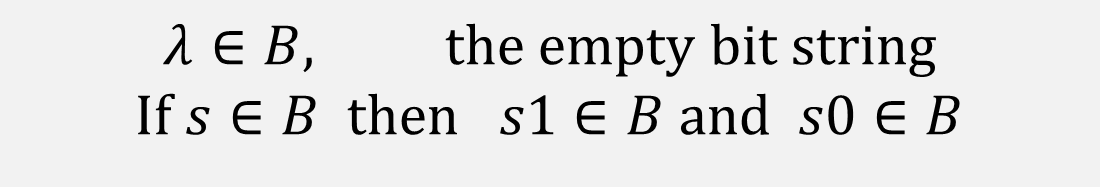 λ ∈ B, the empty bit string
If s ∈ B then s1 ∈ B and s0 ∈ B